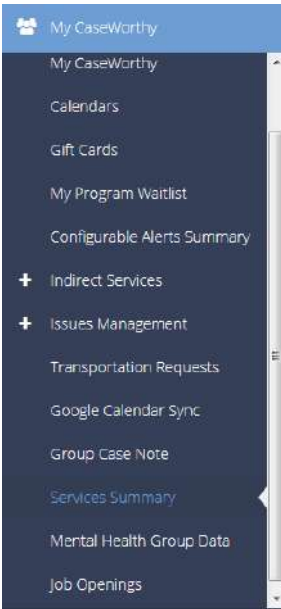 My CaseWorthy
My CaseWorthy
Calendars
Gift Cards
My Program Waitlist
Configurable Alerts Summary
+ Indirect Services
+ Issues Management
Transportation Requests
Google Calendar Sync
Group Case Note
Services Summary
Mental Health Group Data
Job Openings